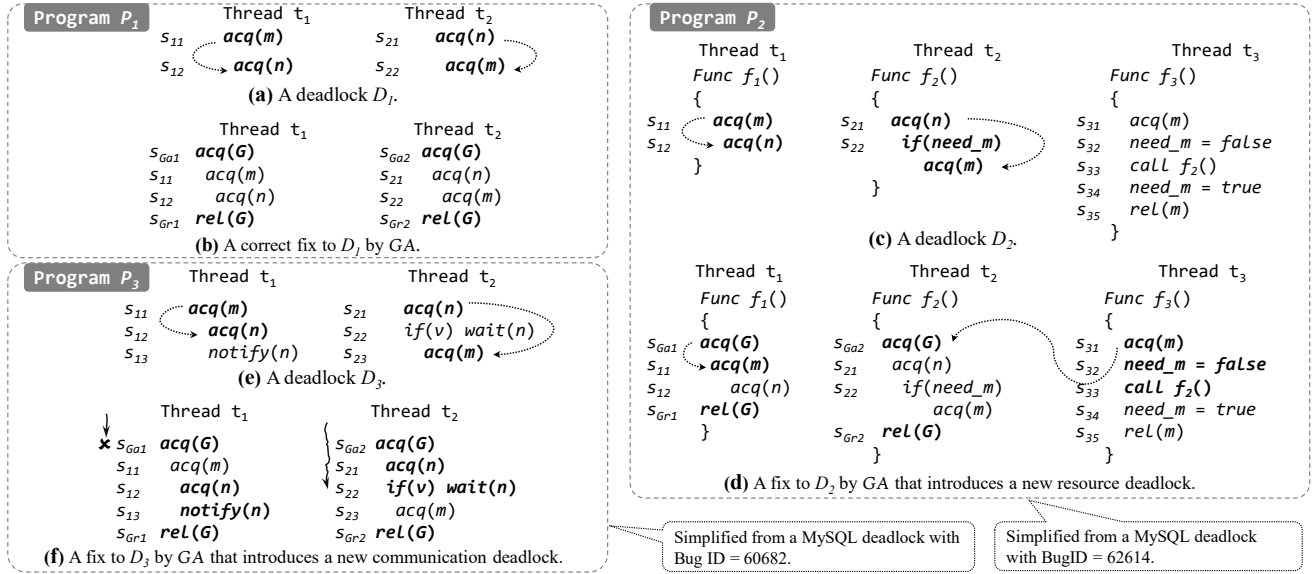 Program P1
Thread t1 Thread t2
s11 acq(m) s21 acq(n)
s12 acq(n) s22 acq(m)
(a) A deadlock D1.
Thread t1 Thread t2
sGa1 acq(G) sGa2 acq(G)
s11 acq(m) s21 acq(n)
s12 acq(n) s22 acq(m)
sGr1 rel(G) sGr2 rel(G)
(b) A correct fix to D1 by GA.
Program P2
Thread t1 Thread t2 Thread t3
Func f1() Func f2() Func f3()
{ { {
s11 acq(m) s21 acq(n) s31 acq(m)
s12 acq(n) s22 if(need_m) s32 need_m = false
} acq(m) s33 call f2()
} s34 need_m = true
s35 rel(m)
}
(c) A deadlock D2.
Thread t1 Thread t2 Thread t3
Func f1() Func f2() Func f3()
{ { {
sGa1 acq(G) sGa2 acq(G) s31 acq(m)
s11 acq(m) s21 acq(n) s32 need_m = false
s12 acq(n) s22 if(need_m) s33 call f2()
sGr1 rel(G) acq(m) s34 need_m = true
} sGr2 rel(G) s35 rel(m)
} }
(d) A fix to D2 by GA that introduces a new resource deadlock.
Program P3
Thread t1 Thread t2
s11 acq(m) s21 acq(n)
s12 acq(n) s22 if(v) wait(n)
s13 notify(n) s23 acq(m)
(e) A deadlock D3.
Thread t1 Thread t2
sGa1 acq(G) sGa2 acq(G)
s11 acq(m) s21 acq(n)
s12 acq(n) s22 if(v) wait(n)
s13 notify(n) s23 acq(m)
sGr1 rel(G) sGr2 rel(G)
(f) A fix to D3 by GA that introduces a new communication deadlock.
Simplified from a MySQL deadlock with
Bug ID = 60682.
Simplified from a MySQL deadlock
with BugID = 62614.